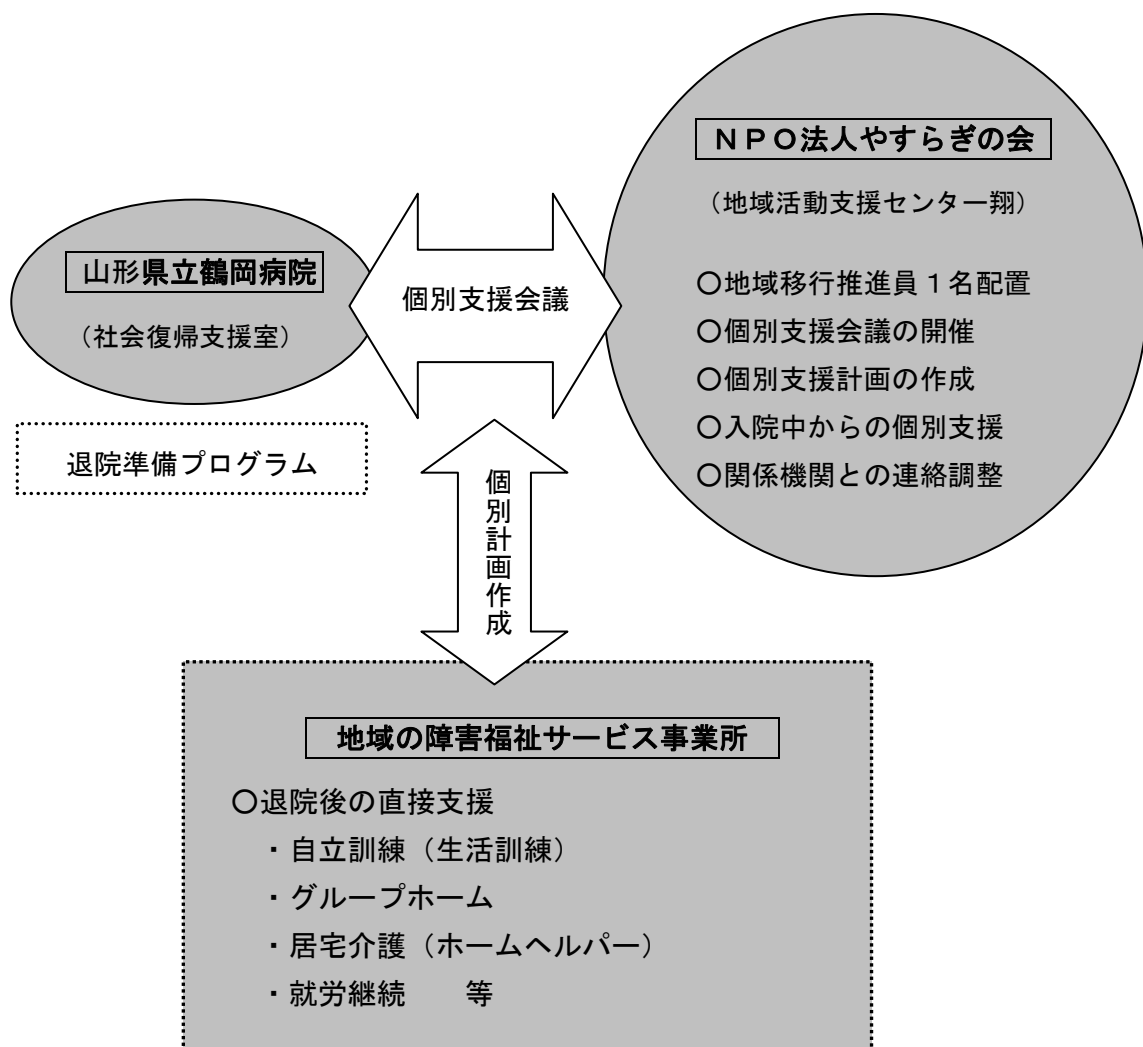 ＮＰＯ法人やすらぎの会
（地域活動支援センター翔）
〇地域移行推進員１名配置
〇個別支援会議の開催
〇個別支援計画の作成
〇入院中からの個別支援
〇関係機関との連絡調整
山形県立鶴岡病院
（社会復帰支援室）
個別支援会議
退院準備プログラム
個別計画作成
地域の障害福祉サービス事業所
〇退院後の直接支援
・自立訓練（生活訓練）
・グループホーム
・居宅介護（ホームヘルパー）
・就労継続　　等